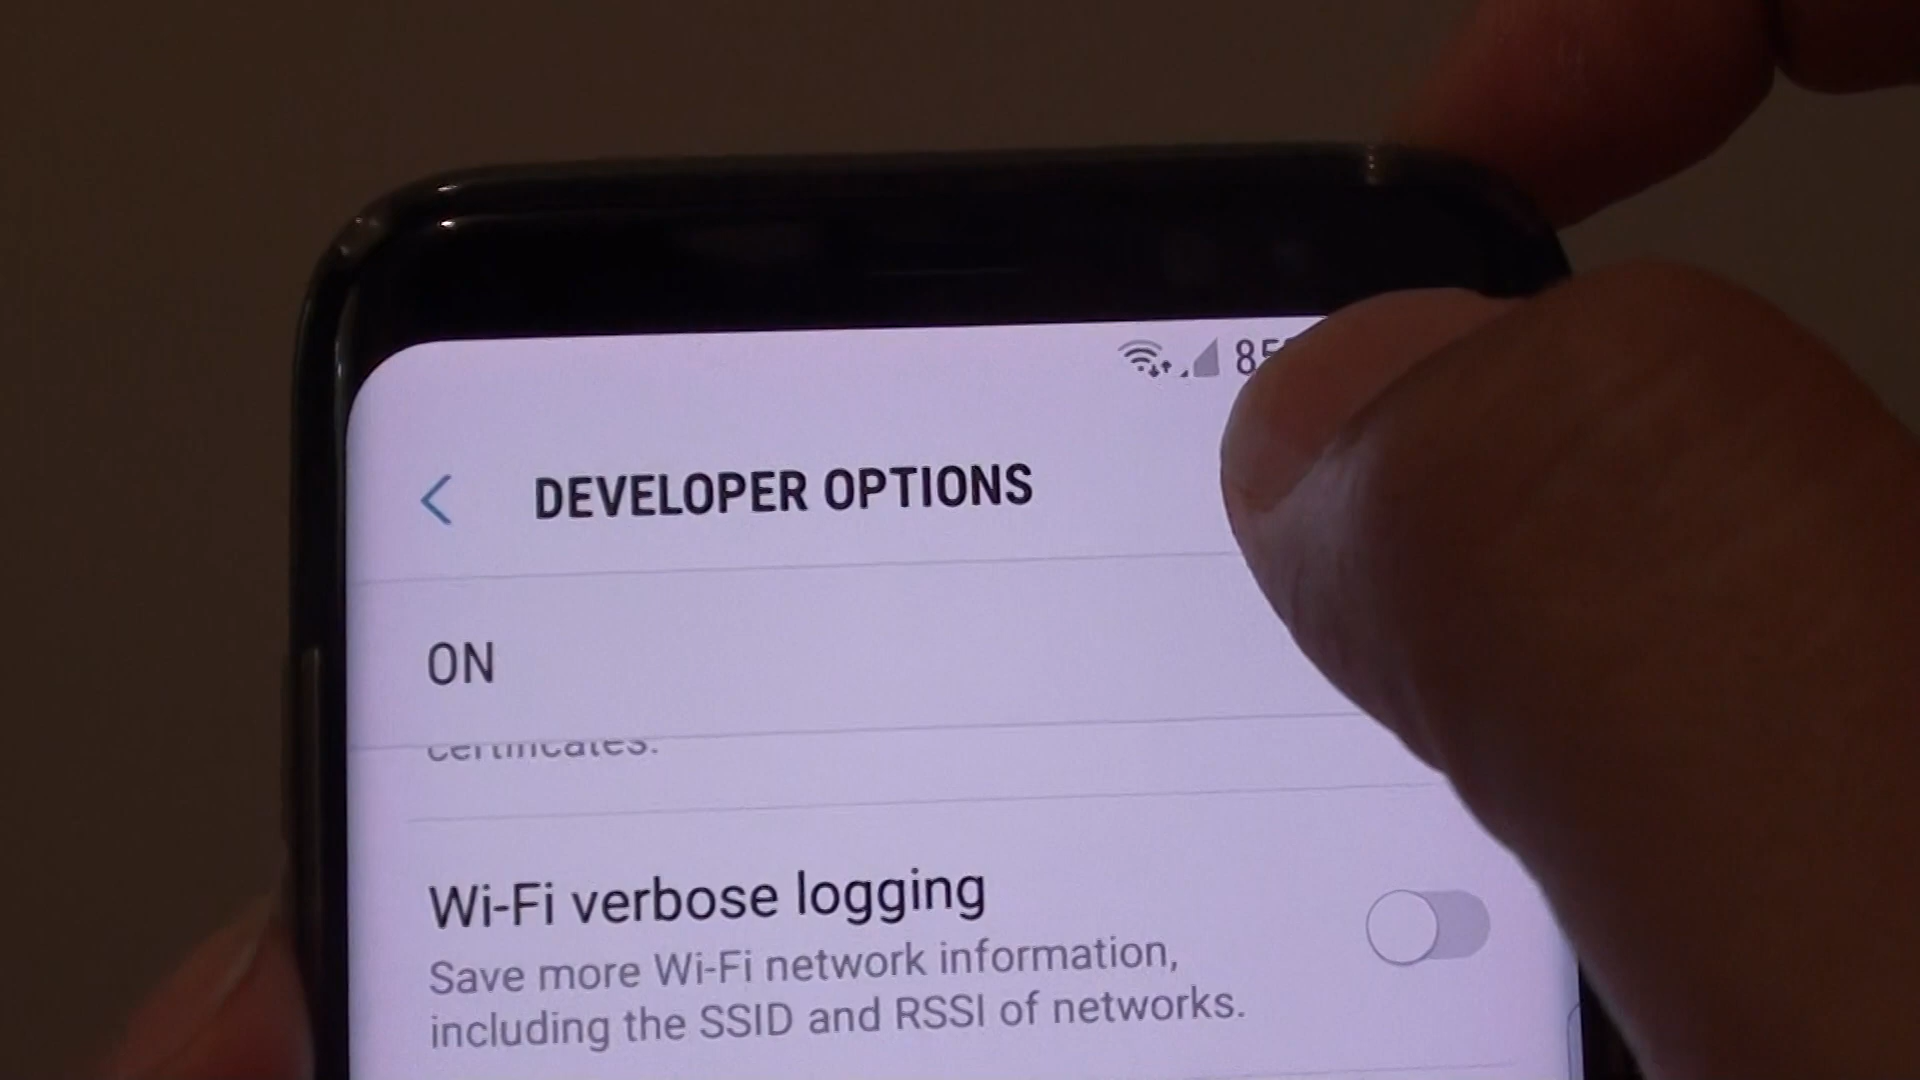 85
DEVELOPER OPTIONS
ON
certificates.
Wi-Fi verbose logging
Save more Wi-Fi network information,
including the SSID and RSSI of networks.